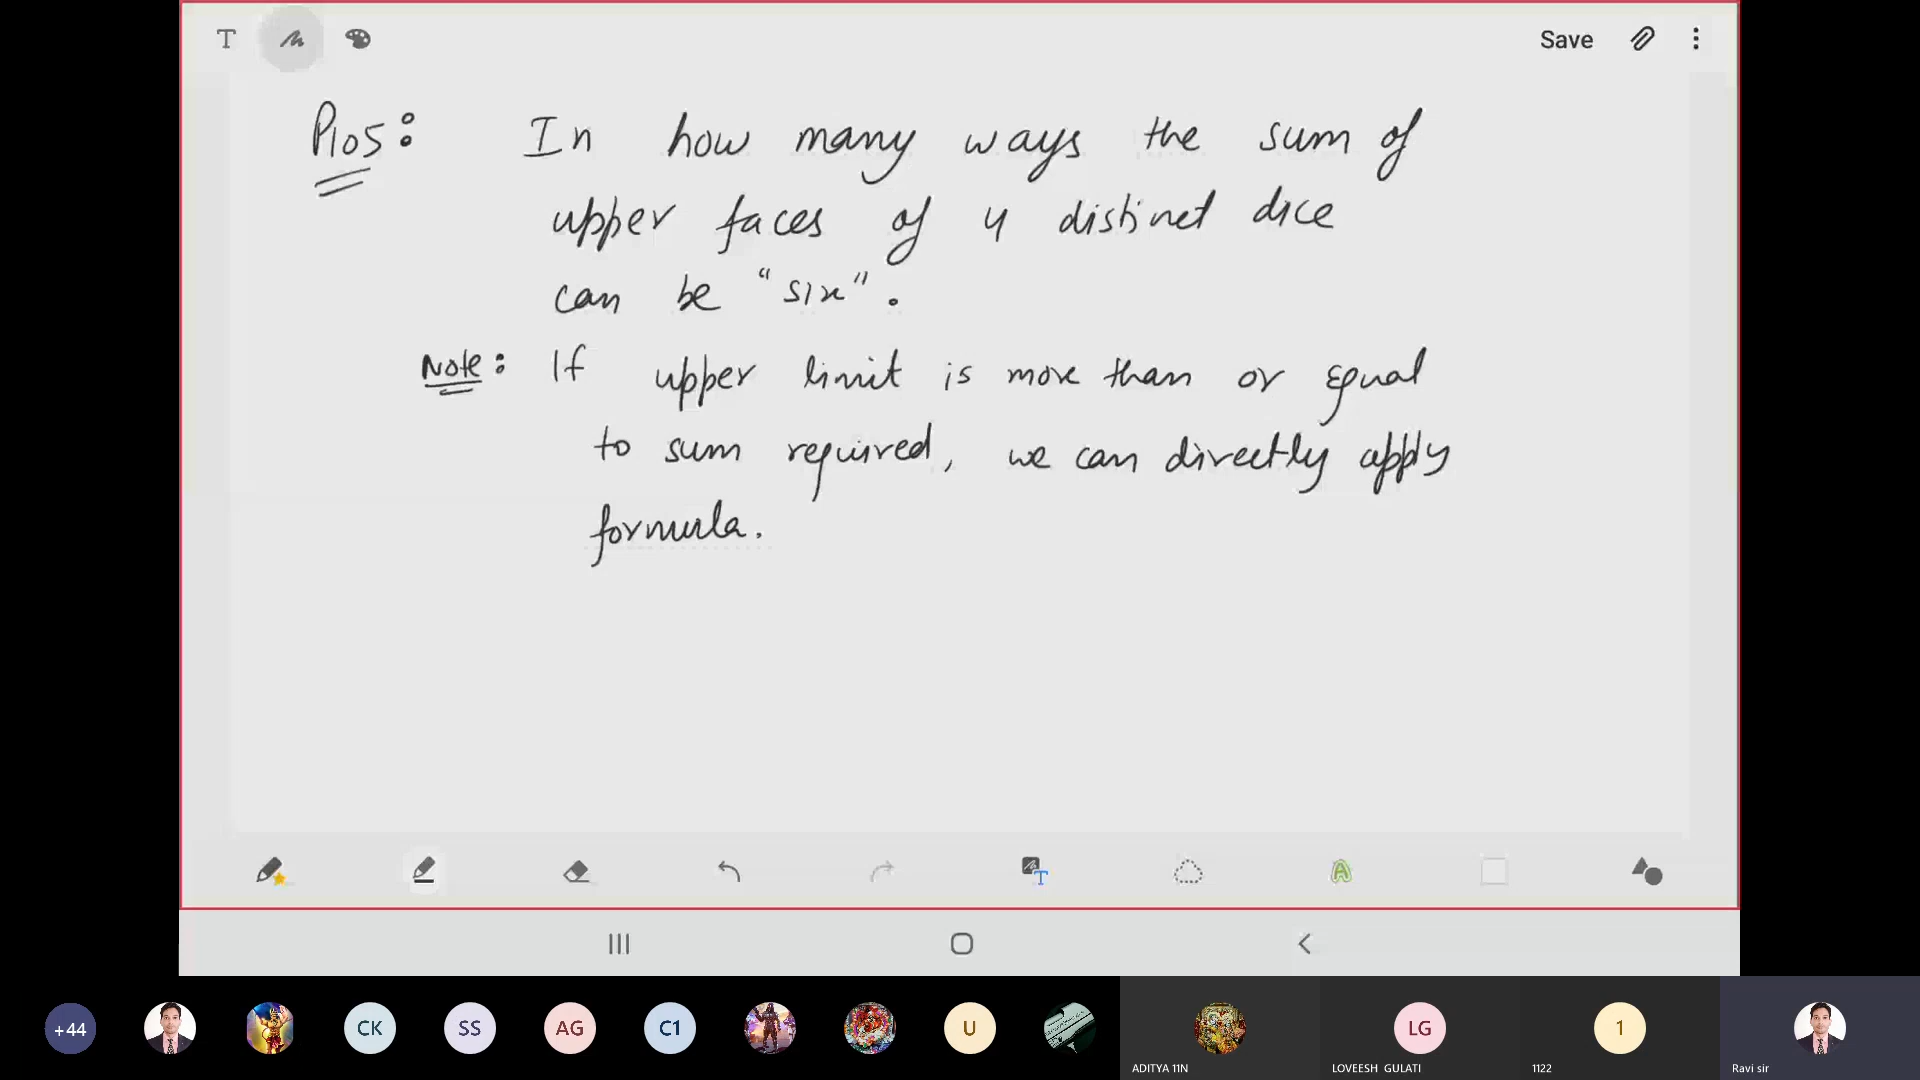 T
Save
P105: In how many ways the sum of
upper faces of 4 distinct dice
can be "six".
Note: If upper limit is more than or equal
to sum required, we can directly apply
formula.
T
A
+44
CK
SS
AG
C1
U
LG
1
ADITYA 11N
LOVEESH GULATI
1122
Ravi sir